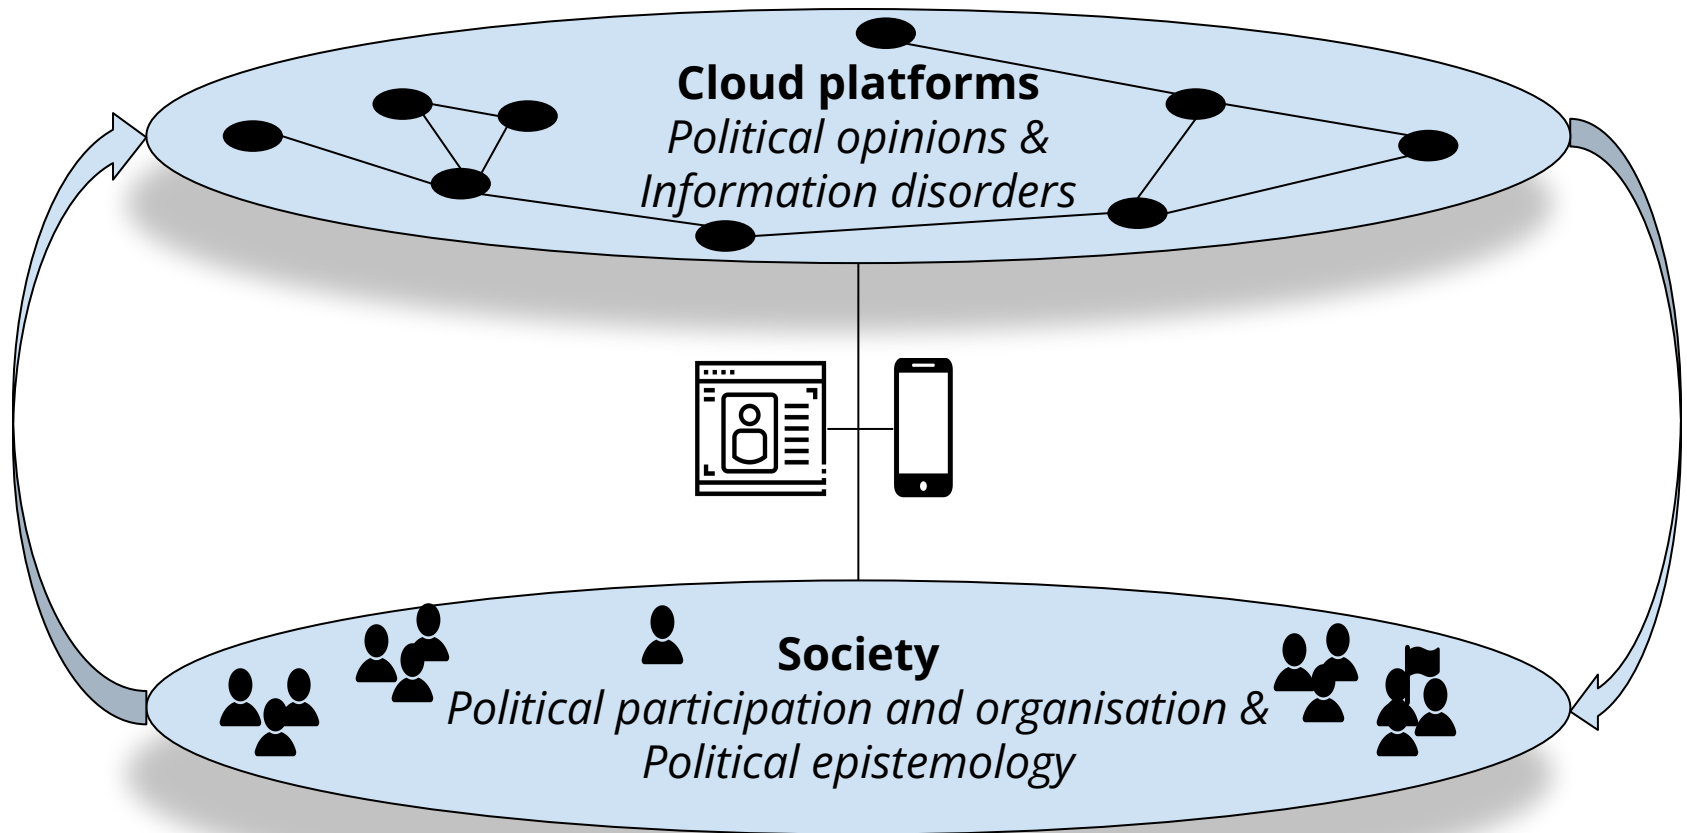 Cloud platforms
Political opinions &
Information disorders
Society
Political participation and organisation &
Political epistemology